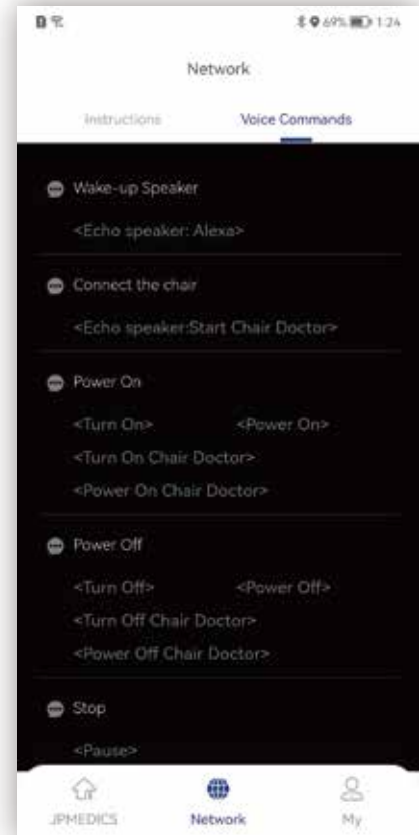 69% 1:24
Network
Instructions Voice Commands
Wake-up Speaker
<Echo speaker: Alexa>
Connect the chair
<Echo speaker:Start Chair Doctor>
Power On
<Turn On> <Power On>
<Turn On Chair Doctor>
<Power On Chair Doctor>
Power Off
<Turn Off> <Power Off>
<Turn Off Chair Doctor>
<Power Off Chair Doctor>
Stop
<Pause>
JPMEDICS Network My